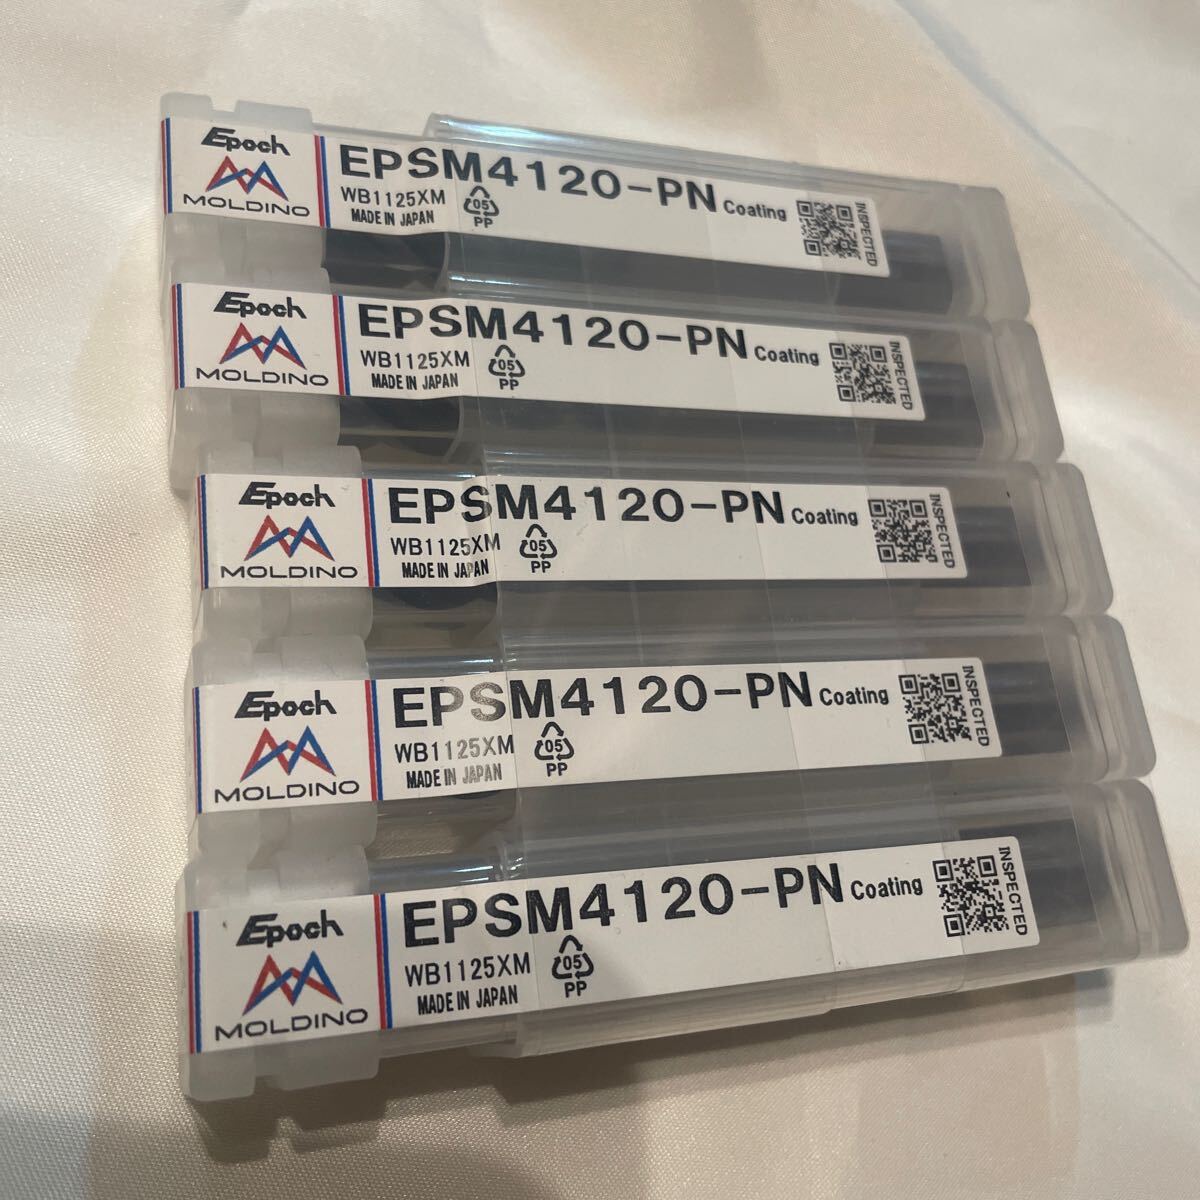 Epoch
MOLDINO
EPSM4120-PN Coating
WB1125XM
MADE IN JAPAN
05
PP
INSPECTED
Epoch
MOLDINO
EPSM4120-PN Coating
WB1125XM
MADE IN JAPAN
05
PP
INSPECTED
Epoch
MOLDINO
EPSM4120-PN Coating
WB1125XM
MADE IN JAPAN
05
PP
INSPECTED
Epoch
MOLDINO
EPSM4120-PN Coating
WB1125XM
MADE IN JAPAN
05
PP
INSPECTED
Epoch
MOLDINO
EPSM4120-PN Coating
WB1125XM
MADE IN JAPAN
05
PP
INSPECTED